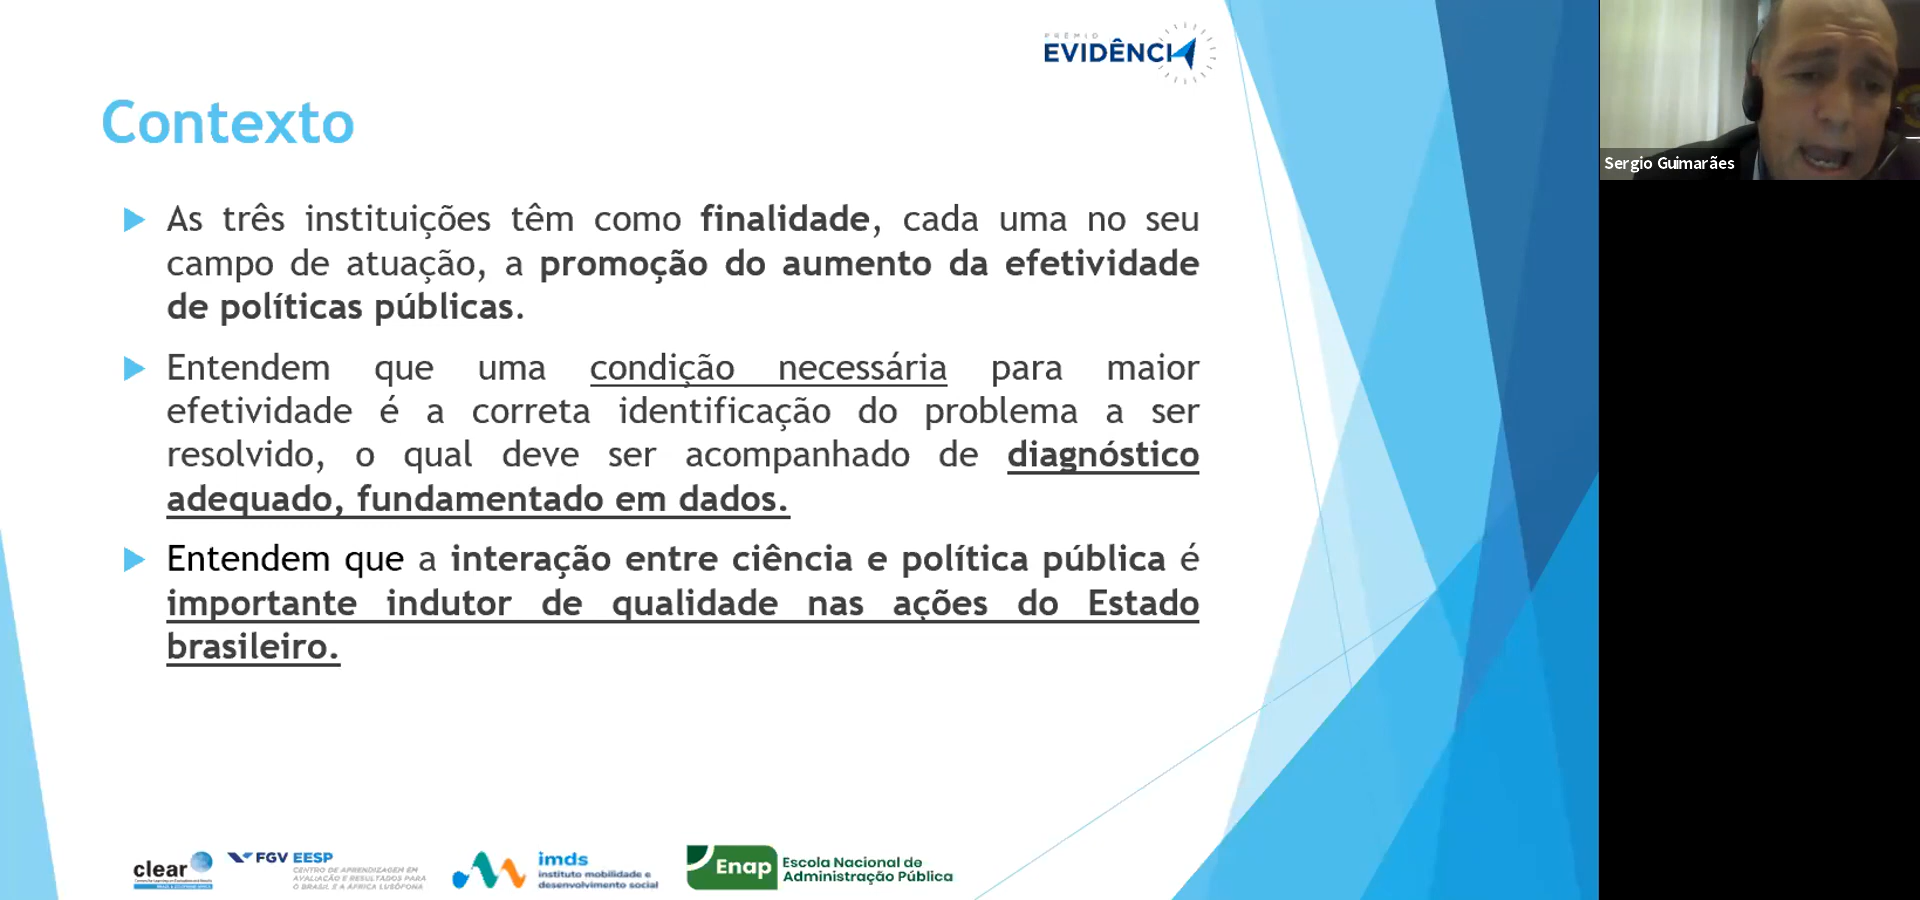 PRÊMIO
EVIDÊNCIA
Sergio Guimarães
Contexto
As três instituições têm como finalidade, cada uma no seu
campo de atuação, a promoção do aumento da efetividade
de políticas públicas.
Entendem que uma condição necessária para maior
efetividade é a correta identificação do problema a ser
resolvido, o qual deve ser acompanhado de diagnóstico
adequado, fundamentado em dados.
Entendem que a interação entre ciência e política pública é
importante indutor de qualidade nas ações do Estado
brasileiro.
clear
FGV EESP
CENTRO DE APRENDIZAGEM EM
AVALIAÇÃO E RESULTADOS PARA
O BRASIL E A ÁFRICA LUSÓFONA
imds
instituto mobilidade e
desenvolvimento social
Enap
Escola Nacional de
Administração Pública